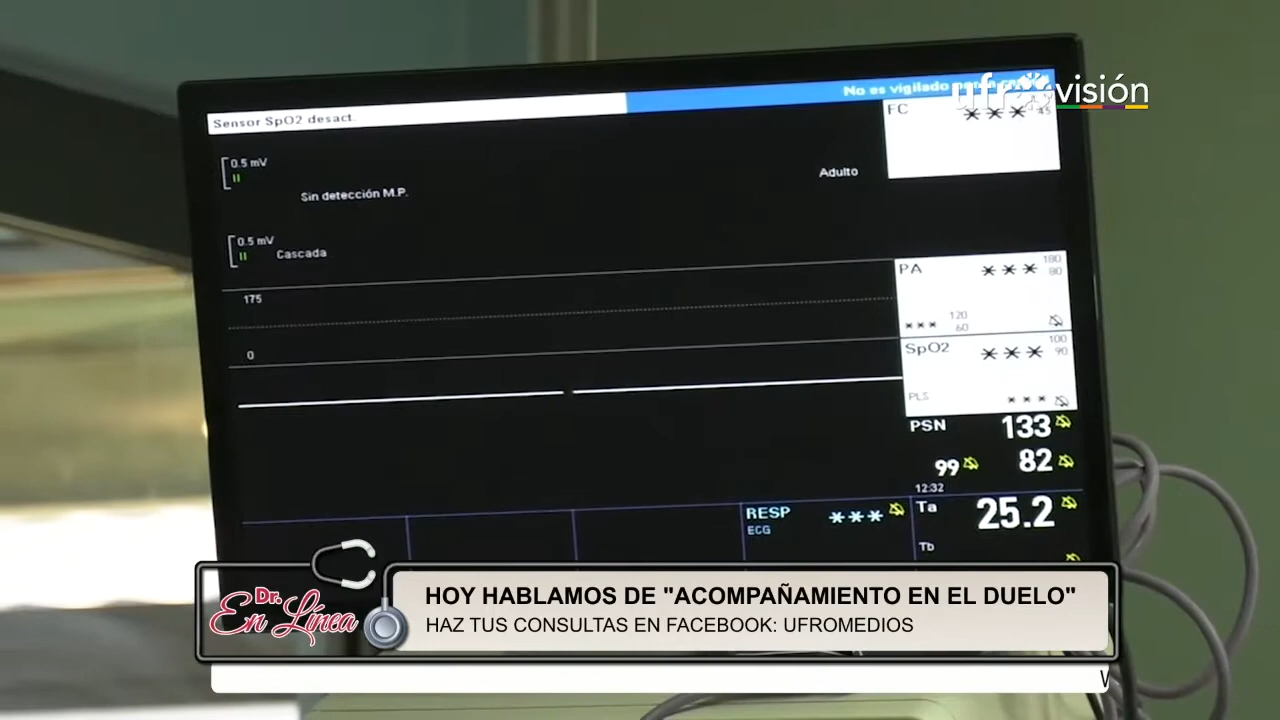 Sensor SpO2 desact.
No es vigilado
ufro visión
FC
*** 45
0.5 mV
II
Sin detección M.P.
Adulto
0.5 mV
II
Cascada
175
0
PA
*** 180
80
*** 120
60
SpO2
*** 100
90
PLS ***
PSN 133
99 82
12:32
RESP ***
ECG
Ta 25.2
Tb
Dr. En Línea
HOY HABLAMOS DE "ACOMPAÑAMIENTO EN EL DUELO"
HAZ TUS CONSULTAS EN FACEBOOK: UFROMEDIOS